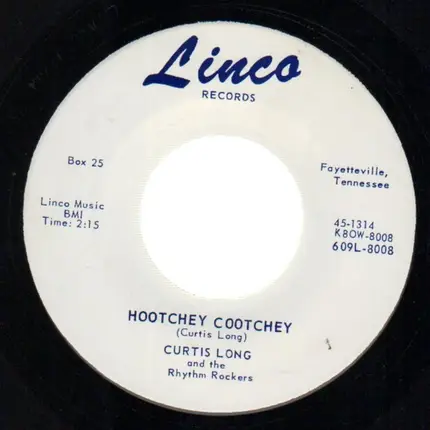 Linco
RECORDS
Box 25
Fayetteville,
Tennessee
Linco Music
BMI
Time: 2:15
45-1314
K8OW-8008
609L-8008
HOOTCHEY COOTCHEY
(Curtis Long)
CURTIS LONG
and the
Rhythm Rockers